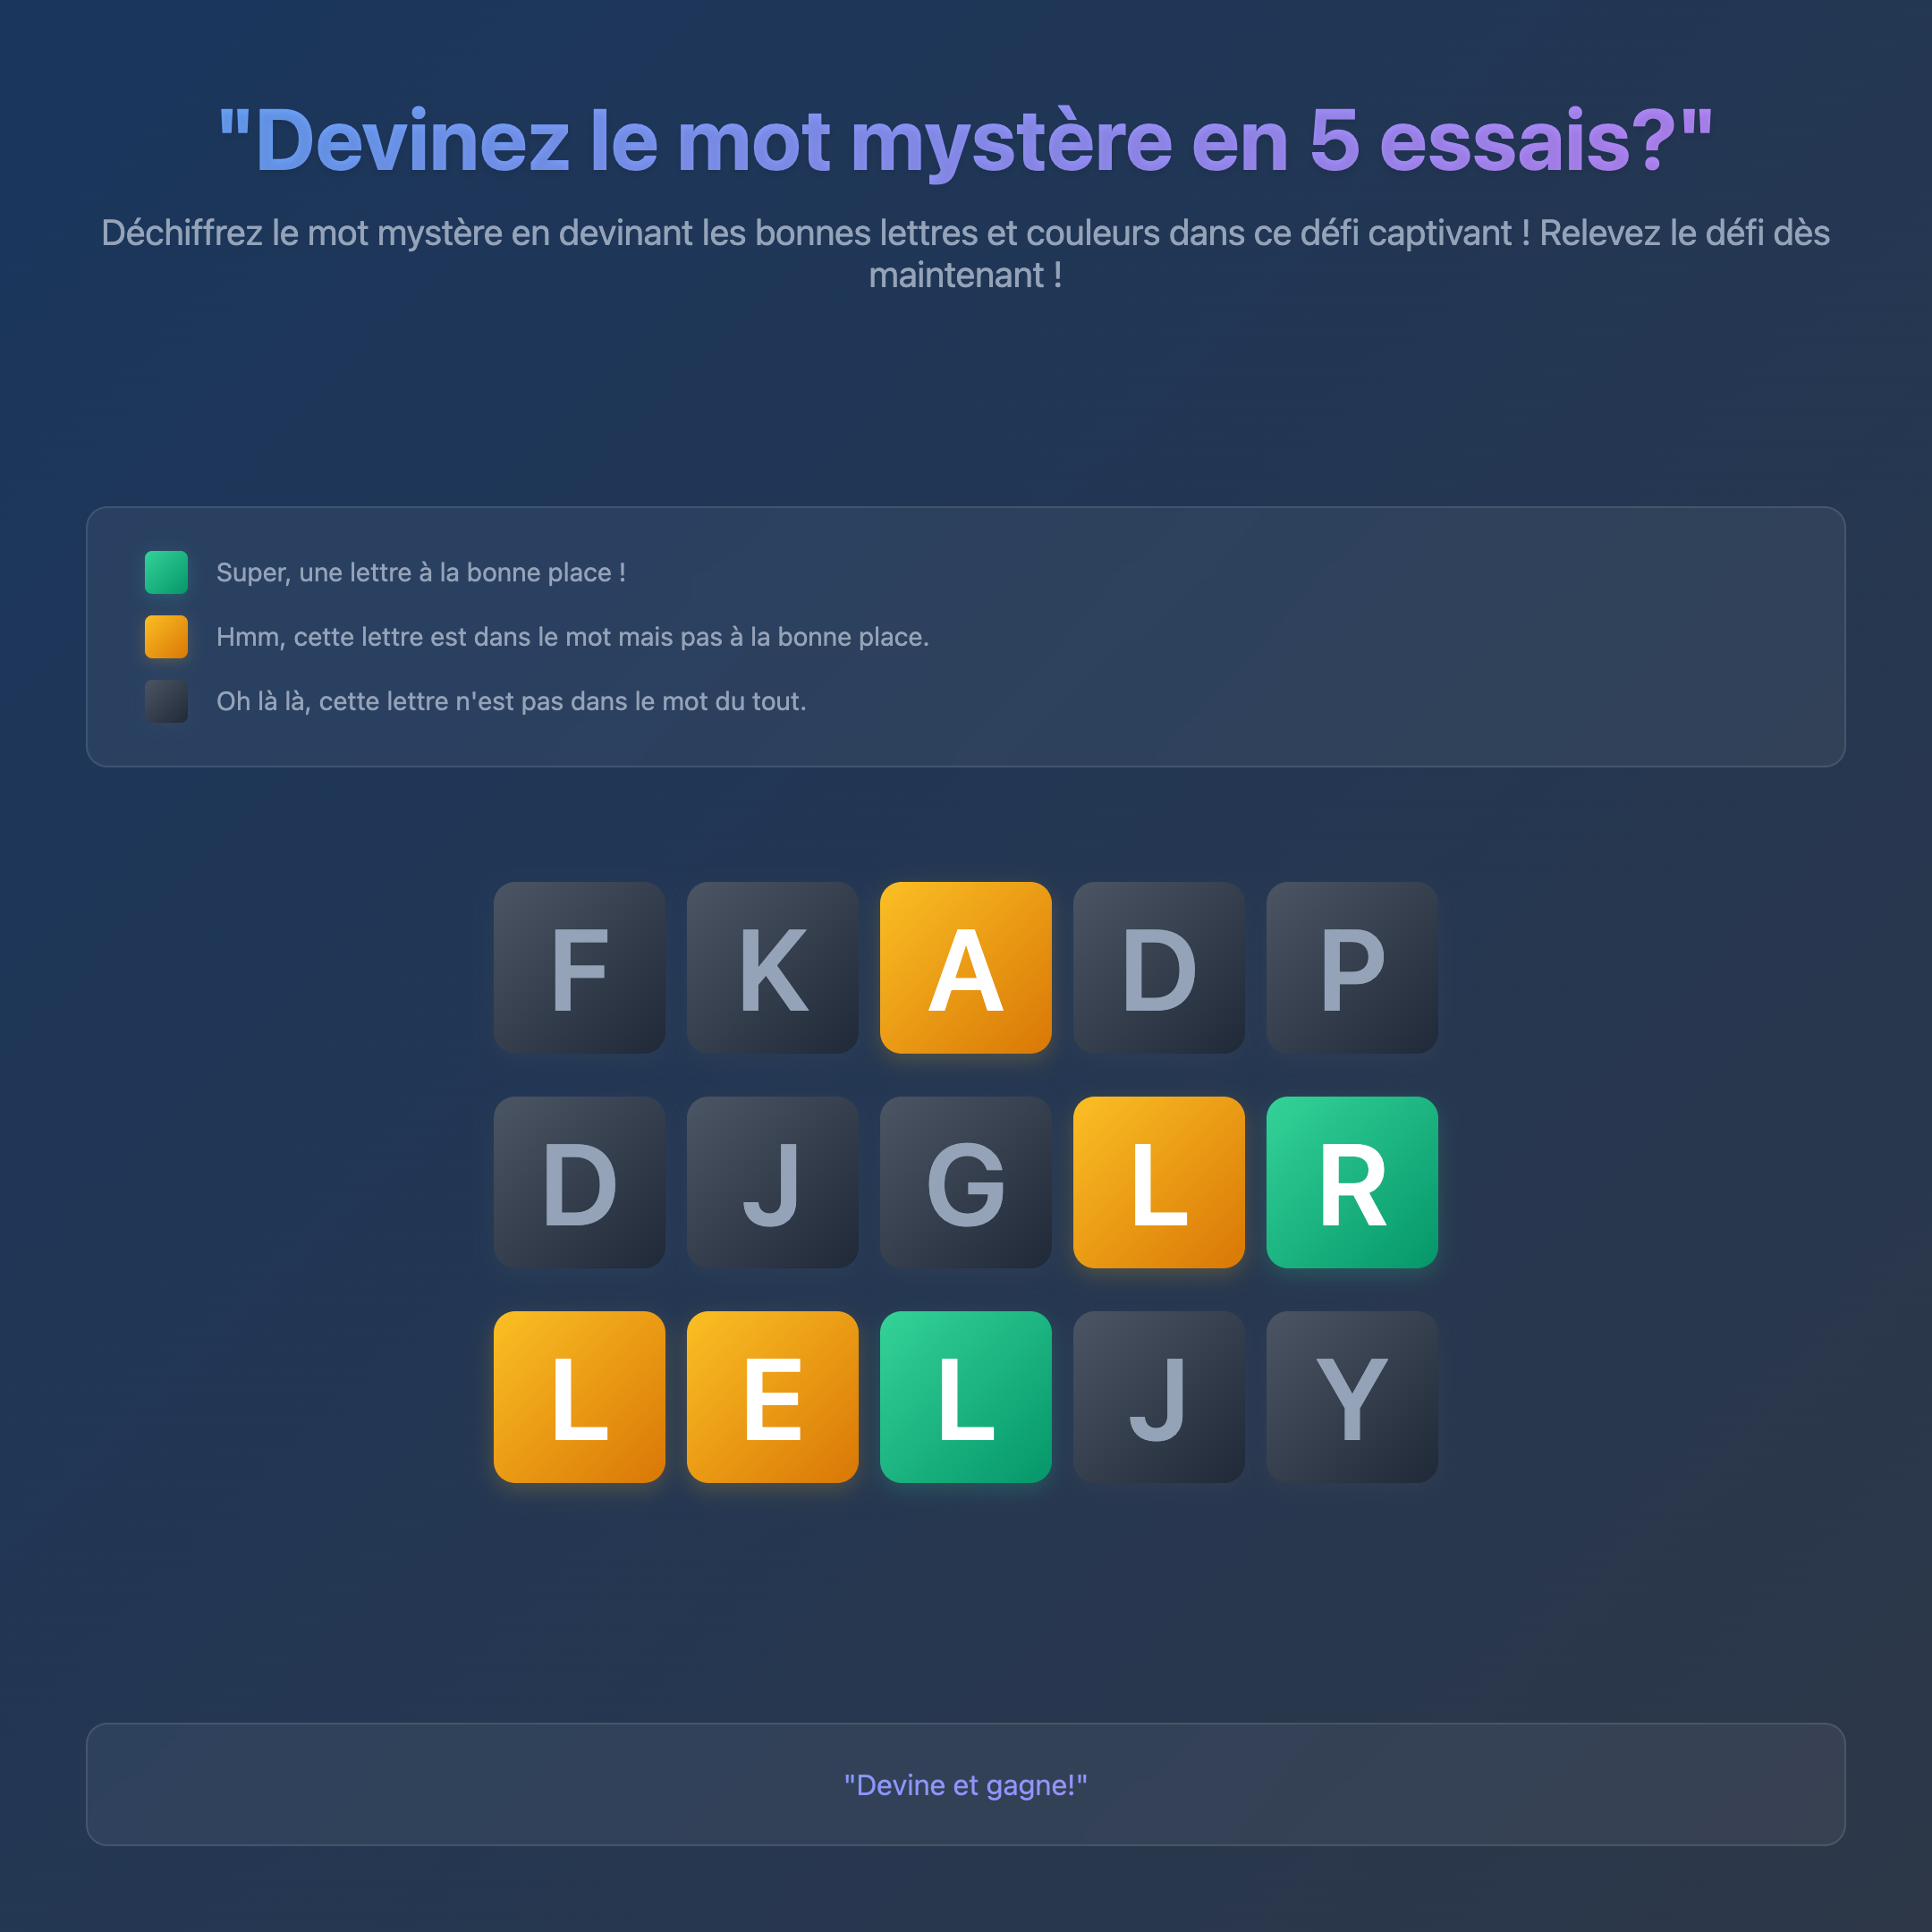 "Devinez le mot mystère en 5 essais?"
Déchiffrez le mot mystère en devinant les bonnes lettres et couleurs dans ce défi captivant ! Relevez le défi dès
maintenant !
Super, une lettre à la bonne place !
Hmm, cette lettre est dans le mot mais pas à la bonne place.
Oh là là, cette lettre n'est pas dans le mot du tout.
F K A D P
D J G L R
L E L J Y
"Devine et gagne!"